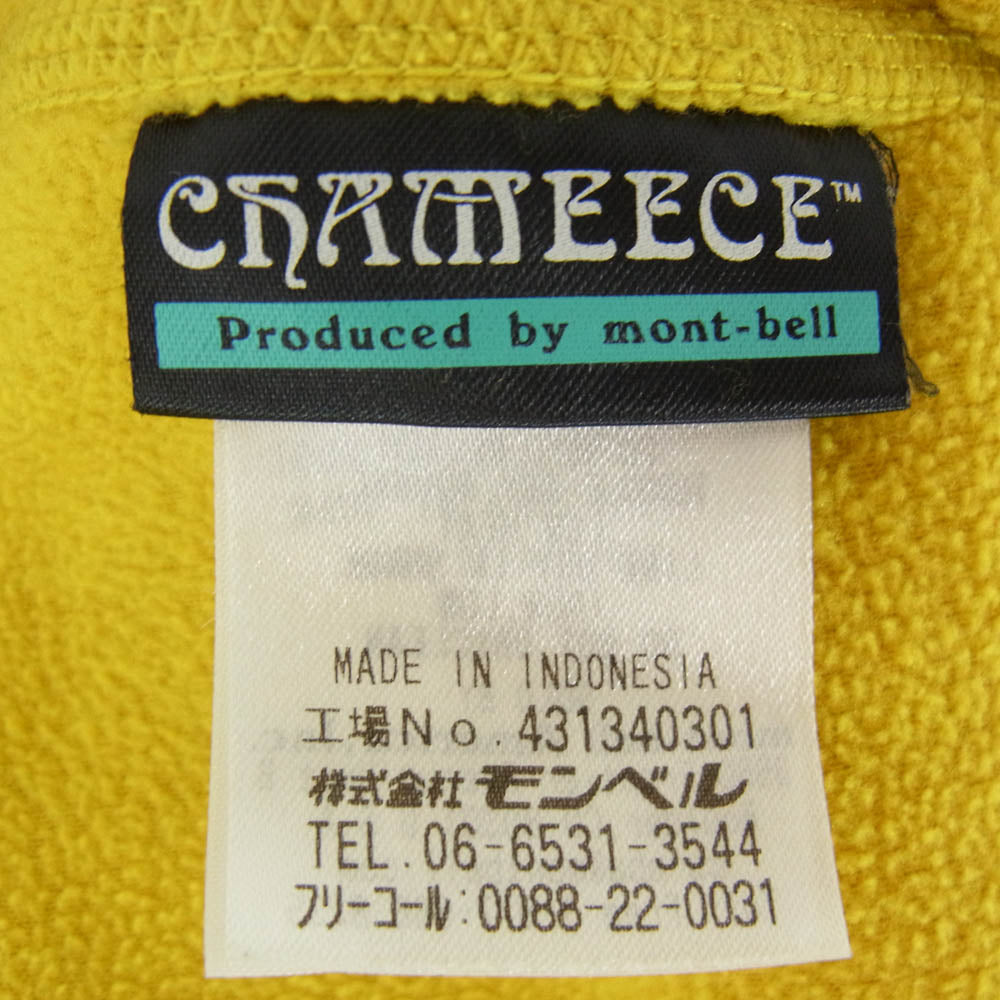 CHAMEECE™
Produced by mont-bell
MADE IN INDONESIA
工場No.431340301
株式会社 モンベル
TEL.06-6531-3544
フリーコール:0088-22-0031